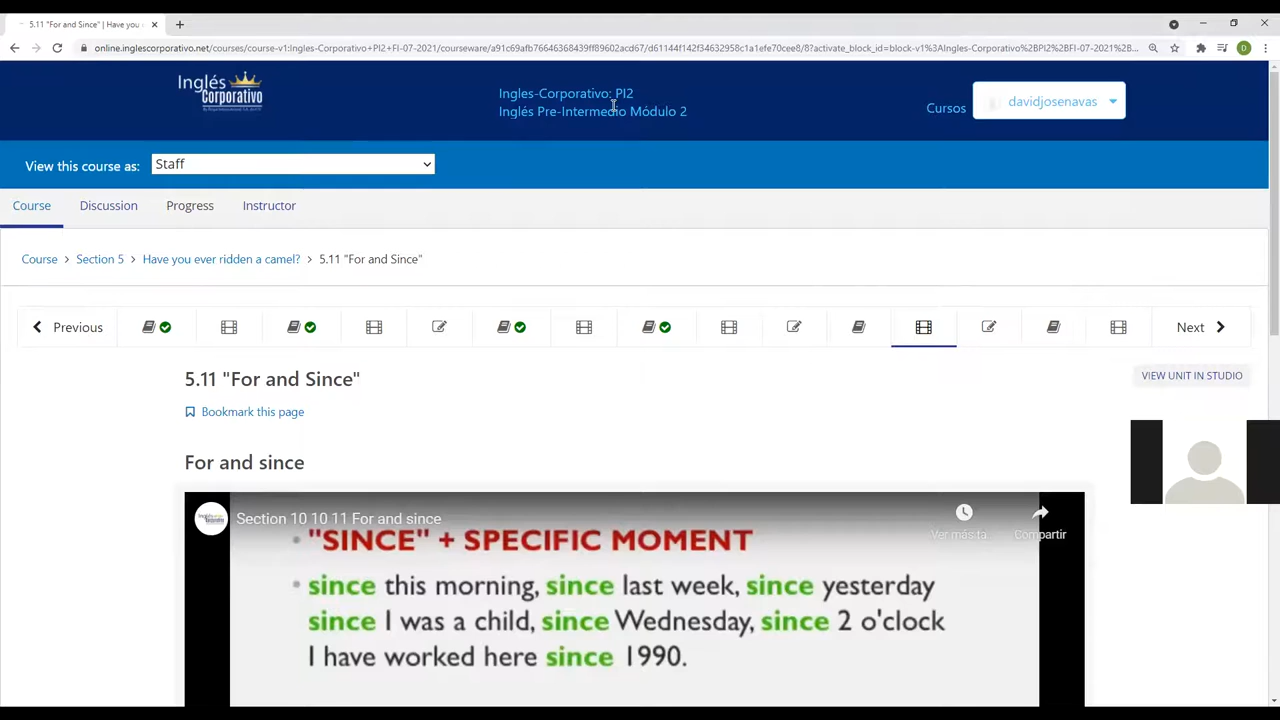 5.11 "For and Since" | Have you
online.inglescorporativo.net/courses/course-v1:Ingles-Corporativo+PI2+FI-07-2021/courseware/a91c69afb76646368439ff89602acd67/d61144f142f34632958c1a1efe70cee8/8?activate_block_id=block-v1%3AIngles-Corporativo%2BPI2%2BFI-07-2021%2B...
D
Inglés
Corporativo
Ingles-Corporativo: PI2
Inglés Pre-Intermedio Módulo 2
Cursos
davidjosenavas
View this course as:
Staff
Course
Discussion
Progress
Instructor
Course > Section 5 > Have you ever ridden a camel? > 5.11 "For and Since"
Previous
Next
5.11 "For and Since"
VIEW UNIT IN STUDIO
Bookmark this page
For and since
Section 10 10 11 For and since
Ver más ta...
Compartir
• "SINCE" + SPECIFIC MOMENT
• since this morning, since last week, since yesterday
since I was a child, since Wednesday, since 2 o'clock
I have worked here since 1990.